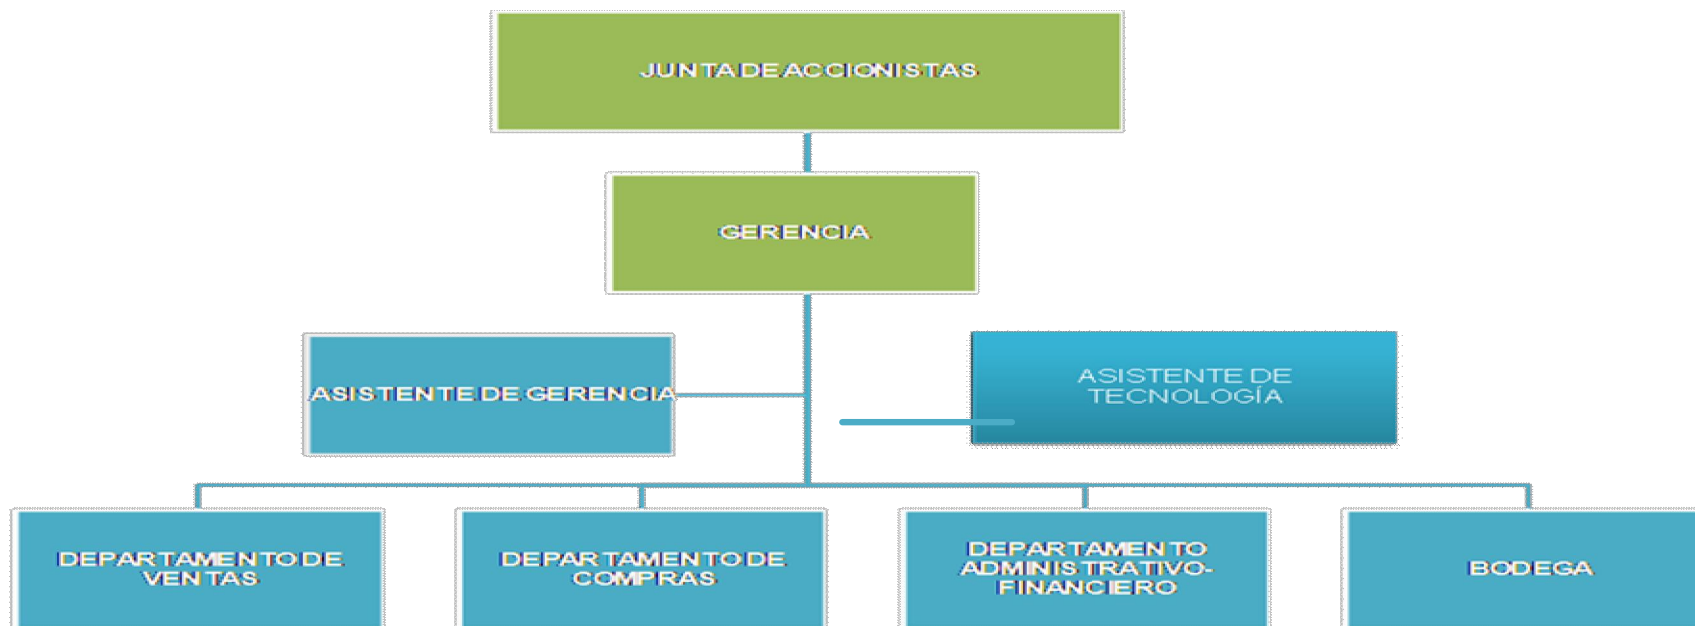 JUNTA DE ACCIONISTAS
GERENCIA
ASISTENTE DE GERENCIA
ASISTENTE DE
TECNOLOGÍA
DEPARTAMENTO DE
VENTAS
DEPARTAMENTO DE
COMPRAS
DEPARTAMENTO
ADMINISTRATIVO-
FINANCIERO
BODEGA